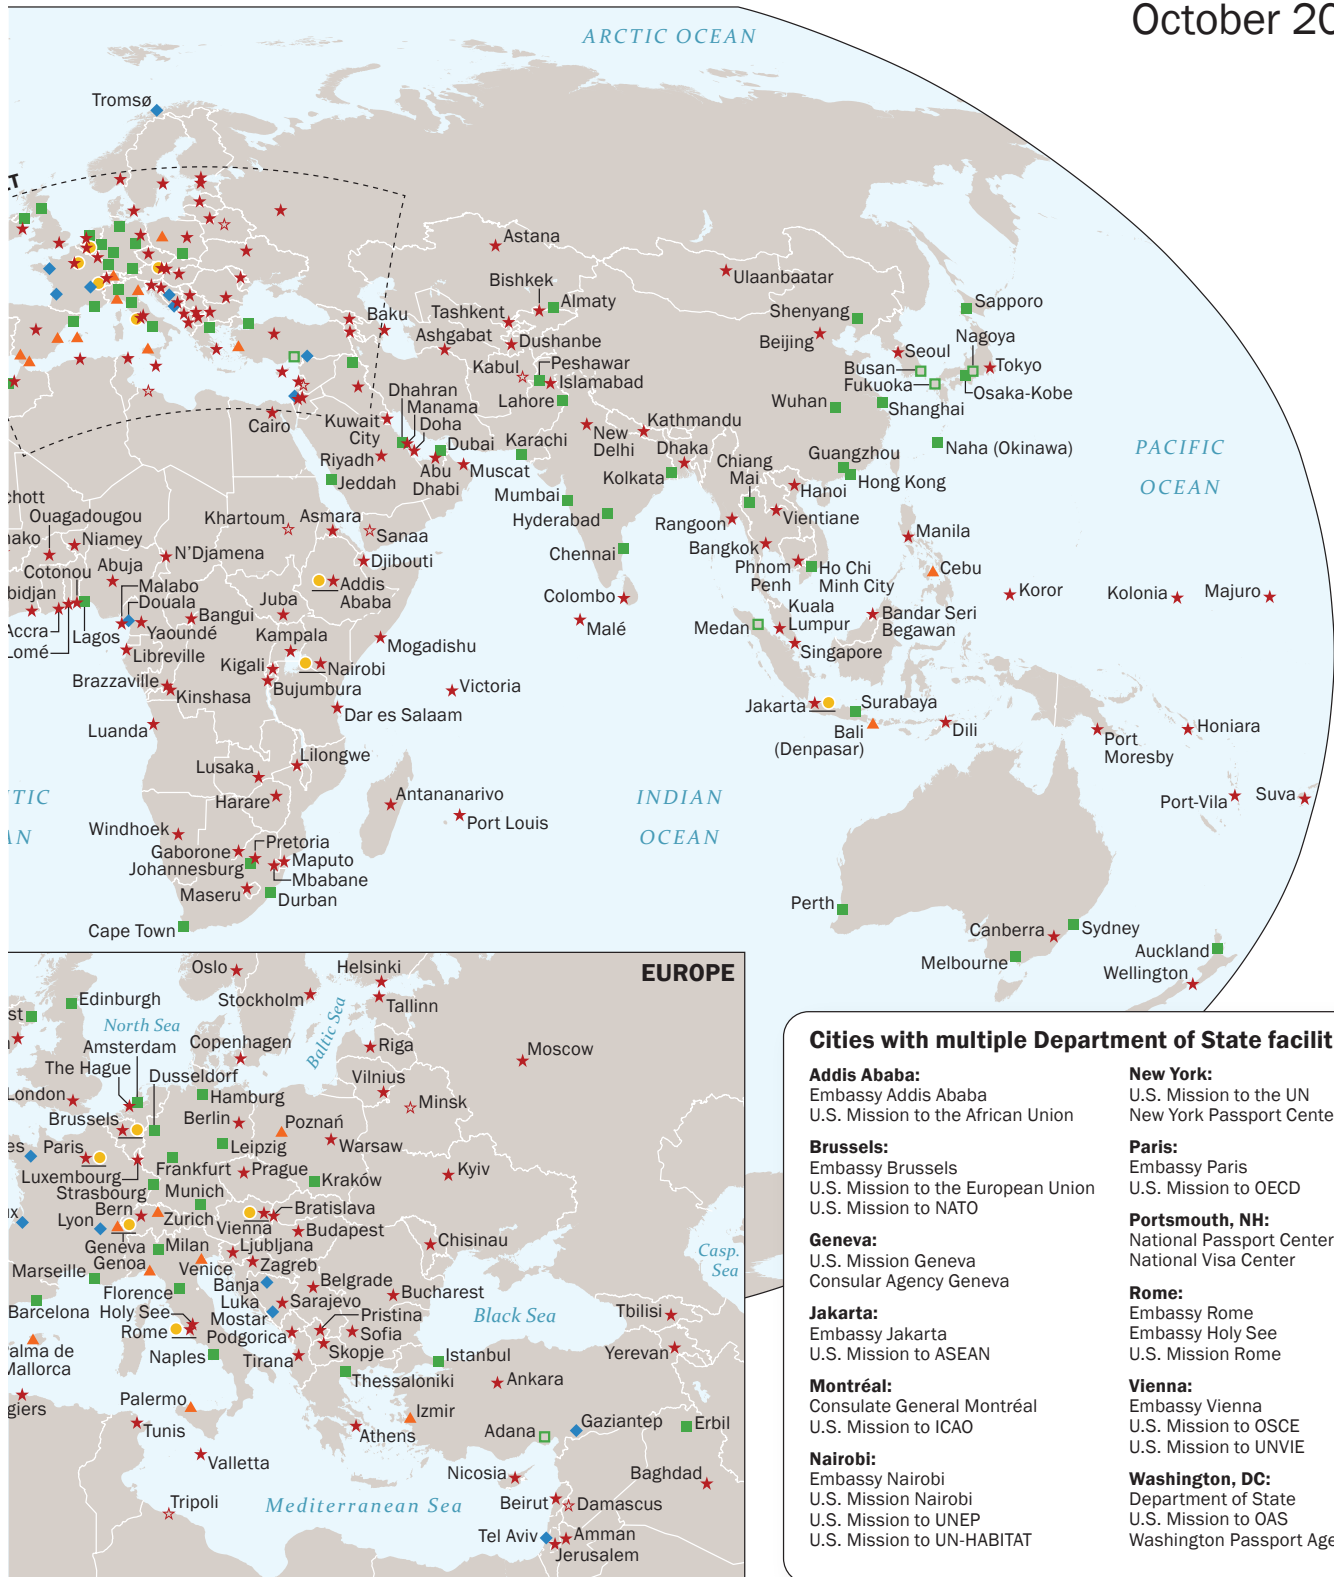 October 20
ARCTIC OCEAN
Tromsø
LT
Astana
Ulaanbaatar
Bishkek
Almaty
Sapporo
Shenyang
Tashkent
Baku
Nagoya
Beijing
Ashgabat
Dushanbe
Seoul
Kabul
Peshawar
Busan
Tokyo
Islamabad
Fukuoka
Dhahran
Osaka-Kobe
Lahore
Manama
Wuhan
Shanghai
Cairo
Kuwait
City
Doha
Kathmandu
New
Delhi
Dubai
Karachi
Dhaka
Naha (Okinawa)
PACIFIC
OCEAN
Riyadh
Abu
Dhabi
Muscat
Chiang
Mai
Guangzhou
Kolkata
Hong Kong
Jeddah
Hanoi
Mumbai
chott
Ouagadougou
Khartoum
Asmara
Hyderabad
Rangoon
Vientiane
nako
Niamey
Sanaa
Manila
N'Djamena
Bangkok
Chennai
Djibouti
Cotonou
Abuja
Phnom
Penh
Ho Chi
Minh City
Cebu
bidjan
Malabo
Addis
Ababa
Douala
Juba
Colombo
Koror
Kolonia
Majuro
Accra
Lagos
Yaoundé
Bangui
Kuala
Lumpur
Bandar Seri
Begawan
Lomé
Kampala
Malé
Medan
Mogadishu
Libreville
Kigali
Nairobi
Singapore
Brazzaville
Kinshasa
Bujumbura
Victoria
Jakarta
Surabaya
Dar es Salaam
Luanda
Bali
(Denpasar)
Dili
Port
Moresby
Honiara
Lilongwe
Lusaka
TIC
AN
INDIAN
OCEAN
Harare
Antananarivo
Port-Vila
Suva
Port Louis
Windhoek
Pretoria
Gaborone
Maputo
Johannesburg
Mbabane
Maseru
Durban
Perth
Cape Town
Canberra
Sydney
Auckland
Melbourne
Wellington
EUROPE
Oslo
Helsinki
Stockholm
Tallinn
Edinburgh
st
North Sea
Baltic Sea
n
Amsterdam
Copenhagen
Riga
Moscow
The Hague
Dusseldorf
Vilnius
London
Hamburg
Minsk
Brussels
Berlin
Poznań
Leipzig
Warsaw
es
Paris
Luxembourg
Frankfurt
Prague
Kyiv
Strasbourg
Munich
Kraków
Bern
ux
Lyon
Zurich
Vienna
Bratislava
Budapest
Geneva
Milan
Ljubljana
Chisinau
Genoa
Venice
Zagreb
Casp.
Sea
Marseille
Banja
Luka
Belgrade
Florence
Bucharest
Sarajevo
Barcelona
Holy See
Mostar
Pristina
Black Sea
Tbilisi
Rome
Podgorica
Sofia
Palma de
Mallorca
Naples
Tirana
Skopje
Yerevan
Istanbul
Thessaloniki
Ankara
giers
Palermo
Izmir
Tunis
Athens
Adana
Gaziantep
Erbil
Valletta
Nicosia
Baghdad
Tripoli
Mediterranean Sea
Beirut
Damascus
Tel Aviv
Amman
Jerusalem
Cities with multiple Department of State facilit
Addis Ababa:
Embassy Addis Ababa
U.S. Mission to the African Union
Brussels:
Embassy Brussels
U.S. Mission to the European Union
U.S. Mission to NATO
Geneva:
U.S. Mission Geneva
Consular Agency Geneva
Jakarta:
Embassy Jakarta
U.S. Mission to ASEAN
Montréal:
Consulate General Montréal
U.S. Mission to ICAO
Nairobi:
Embassy Nairobi
U.S. Mission Nairobi
U.S. Mission to UNEP
U.S. Mission to UN-HABITAT
New York:
U.S. Mission to the UN
New York Passport Cente
Paris:
Embassy Paris
U.S. Mission to OECD
Portsmouth, NH:
National Passport Center
National Visa Center
Rome:
Embassy Rome
Embassy Holy See
U.S. Mission Rome
Vienna:
Embassy Vienna
U.S. Mission to OSCE
U.S. Mission to UNVIE
Washington, DC:
Department of State
U.S. Mission to OAS
Washington Passport Age